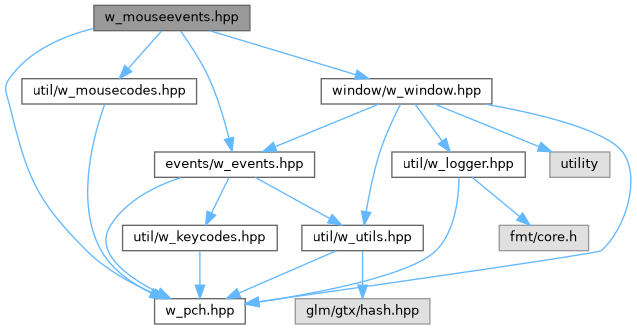 w_mouseevents.hpp
util/w_mousecodes.hpp
window/w_window.hpp
events/w_events.hpp
util/w_logger.hpp
utility
util/w_keycodes.hpp
util/w_utils.hpp
fmt/core.h
w_pch.hpp
glm/gtx/hash.hpp